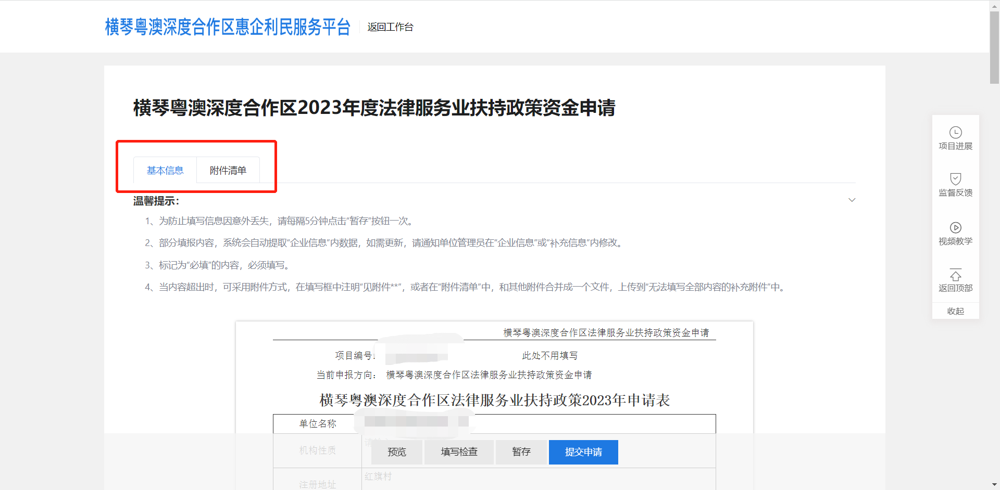 横琴粤澳深度合作区惠企利民服务平台 返回工作台
横琴粤澳深度合作区2023年度法律服务业扶持政策资金申请
基本信息 附件清单
温馨提示：
1、为防止填写信息因意外丢失，请每隔5分钟点击“暂存”按钮一次。
2、部分填报内容，系统会自动提取“企业信息”内数据，如需更新，请通知单位管理员在“企业信息”或“补充信息”内修改。
3、标记为“必填”的内容，必须填写。
4、当内容超出时，可采用附件方式，在填写框中注明“见附件**”，或者在“附件清单”中，和其他附件合并成一个文件，上传到“无法填写全部内容的补充附件”中。
横琴粤澳深度合作区法律服务业扶持政策资金申请
项目编号： 此处不用填写
当前申报方向： 横琴粤澳深度合作区法律服务业扶持政策资金申请
横琴粤澳深度合作区法律服务业扶持政策2023年申请表
单位名称
机构性质 请
预览 填写检查 暂存 提交申请
注册地址 红旗村
项目进展
监督反馈
视频教学
返回顶部
收起